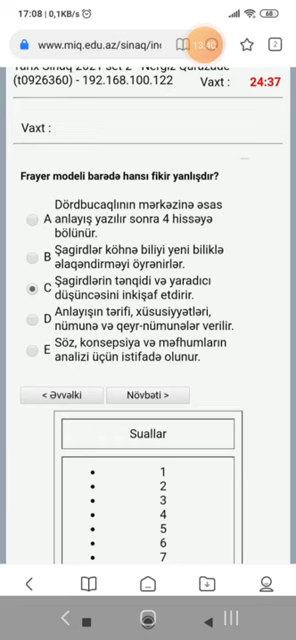 17:08 | 0,1KB/s
68
www.miq.edu.az/sinaq/in
2
(t0926360) - 192.168.100.122 Vaxt : 24:37
Vaxt :
Frayer modeli barədə hansı fikir yanlışdır?
Dördbucaqlının mərkəzinə əsas
A anlayış yazılır sonra 4 hissəyə
bölünür.
B Şagirdlər köhnə biliyi yeni biliklə
əlaqəndirməyi öyrənirlər.
C Şagirdlərin tənqidi və yaradıcı
düşüncəsini inkişaf etdirir.
D Anlayışın tərifi, xüsusiyyətləri,
nümunə və qeyr-nümunələr verilir.
E Söz, konsepsiya və məfhumların
analizi üçün istifadə olunur.
< Əvvəlki Növbəti >
Suallar
1
2
3
4
5
6
7